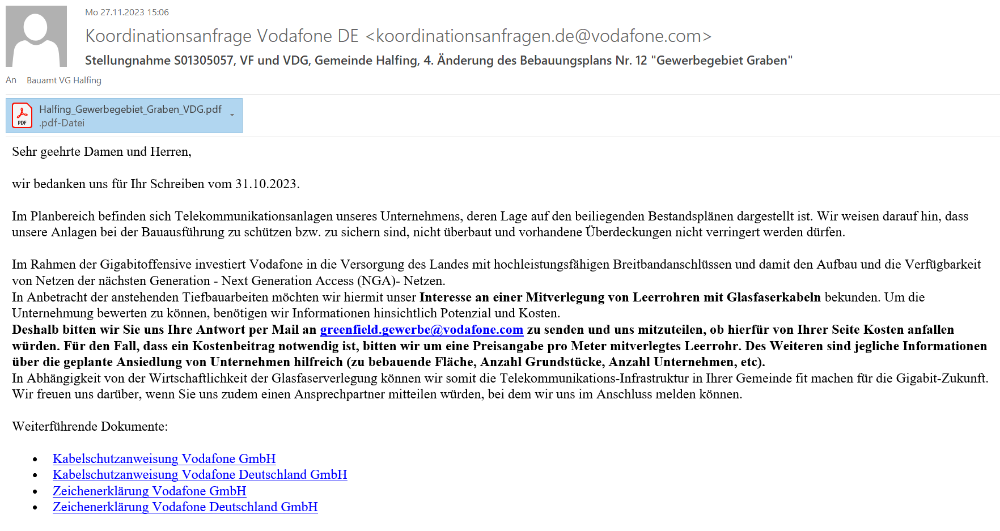 Mo 27.11.2023 15:06
Koordinationsanfrage Vodafone DE <koordinationsanfragen.de@vodafone.com>
Stellungnahme S01305057, VF und VDG, Gemeinde Halfing, 4. Änderung des Bebauungsplans Nr. 12 "Gewerbegebiet Graben"
An Bauamt VG Halfing
PDF
Halfing_Gewerbegebiet_Graben_VDG.pdf
.pdf-Datei
Sehr geehrte Damen und Herren,
wir bedanken uns für Ihr Schreiben vom 31.10.2023.
Im Planbereich befinden sich Telekommunikationsanlagen unseres Unternehmens, deren Lage auf den beiliegenden Bestandsplänen dargestellt ist. Wir weisen darauf hin, dass
unsere Anlagen bei der Bauausführung zu schützen bzw. zu sichern sind, nicht überbaut und vorhandene Überdeckungen nicht verringert werden dürfen.
Im Rahmen der Gigabitoffensive investiert Vodafone in die Versorgung des Landes mit hochleistungsfähigen Breitbandanschlüssen und damit den Aufbau und die Verfügbarkeit
von Netzen der nächsten Generation - Next Generation Access (NGA)- Netzen.
In Anbetracht der anstehenden Tiefbauarbeiten möchten wir hiermit unser Interesse an einer Mitverlegung von Leerrohren mit Glasfaserkabeln bekunden. Um die
Unternehmung bewerten zu können, benötigen wir Informationen hinsichtlich Potenzial und Kosten.
Deshalb bitten wir Sie uns Ihre Antwort per Mail an greenfield.gewerbe@vodafone.com zu senden und uns mitzuteilen, ob hierfür von Ihrer Seite Kosten anfallen
würden. Für den Fall, dass ein Kostenbeitrag notwendig ist, bitten wir um eine Preisangabe pro Meter mitverlegtes Leerrohr. Des Weiteren sind jegliche Informationen
über die geplante Ansiedlung von Unternehmen hilfreich (zu bebauende Fläche, Anzahl Grundstücke, Anzahl Unternehmen, etc).
In Abhängigkeit von der Wirtschaftlichkeit der Glasfaserverlegung können wir somit die Telekommunikations-Infrastruktur in Ihrer Gemeinde fit machen für die Gigabit-Zukunft.
Wir freuen uns darüber, wenn Sie uns zudem einen Ansprechpartner mitteilen würden, bei dem wir uns im Anschluss melden können.
Weiterführende Dokumente:
• Kabelschutzanweisung Vodafone GmbH
• Kabelschutzanweisung Vodafone Deutschland GmbH
• Zeichenerklärung Vodafone GmbH
• Zeichenerklärung Vodafone Deutschland GmbH